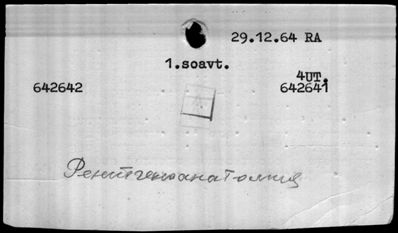 29.12.64 RA
1.soavt.
4UT.
642642 642641
Рентгеноанатомия